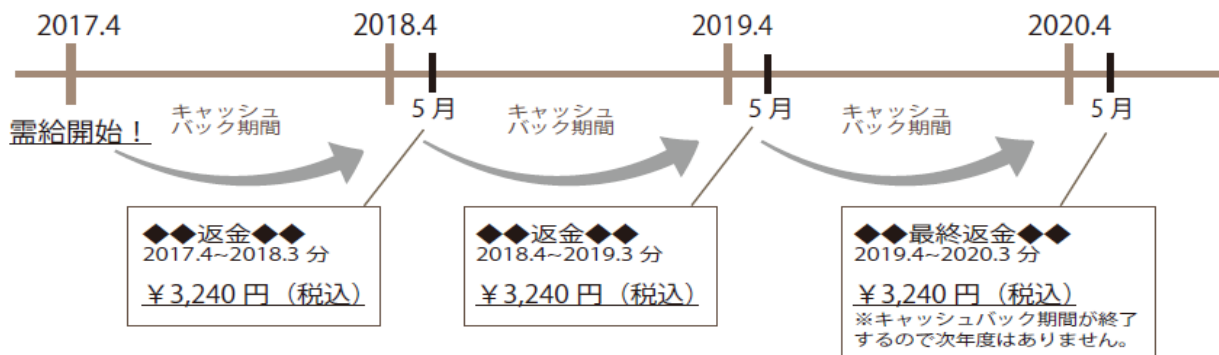 2017.4
2018.4
2019.4
2020.4
需給開始！
キャッシュ
バック期間
5 月
キャッシュ
バック期間
5 月
キャッシュ
バック期間
5 月
◆◆返金◆◆
2017.4~2018.3 分
￥3,240 円（税込）
◆◆返金◆◆
2018.4~2019.3 分
￥3,240 円（税込）
◆◆最終返金◆◆
2019.4~2020.3 分
￥3,240 円（税込）
※キャッシュバック期間が終了
するので次年度はありません。